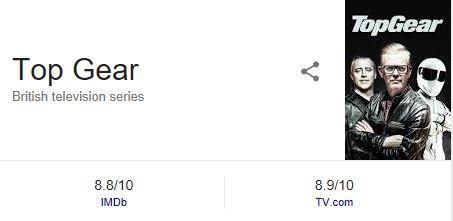 TopGear
Top Gear
British television series
8.8/10
IMDb
8.9/10
TV.com